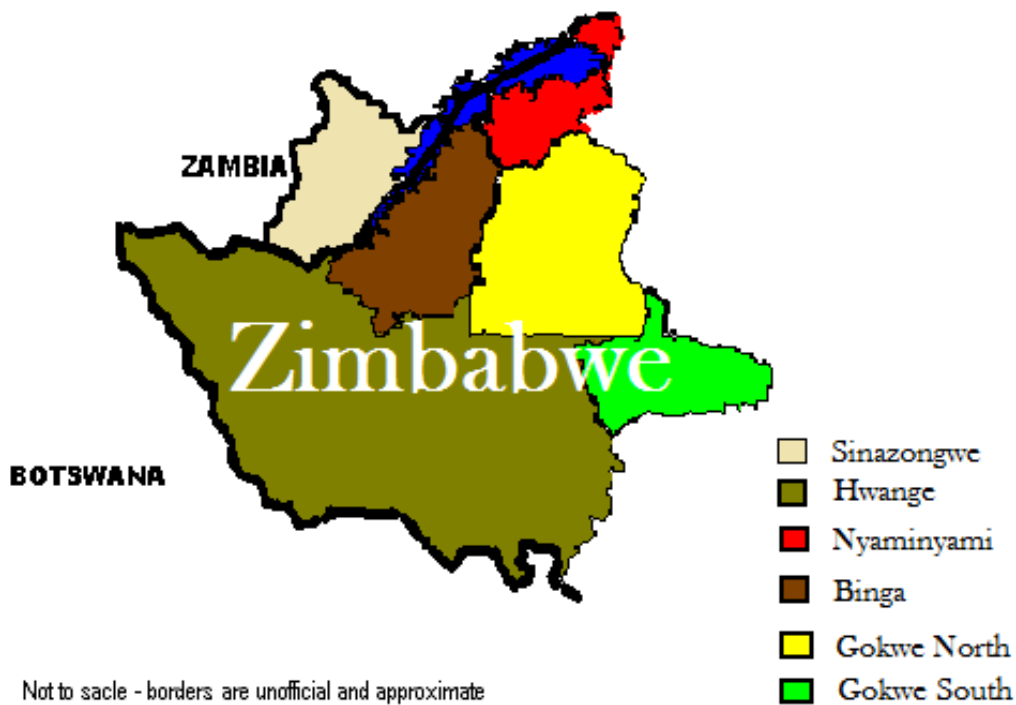 ZAMBIA
Zimbabwe
BOTSWANA
Sinazongwe
Hwange
Nyaminyami
Binga
Gokwe North
Gokwe South
Not to sacle - borders are unofficial and approximate